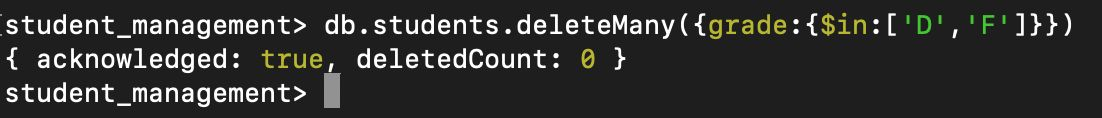 student_management> db.students.deleteMany({grade:{$in:['D','F']}})
{ acknowledged: true, deletedCount: 0 }
student_management>